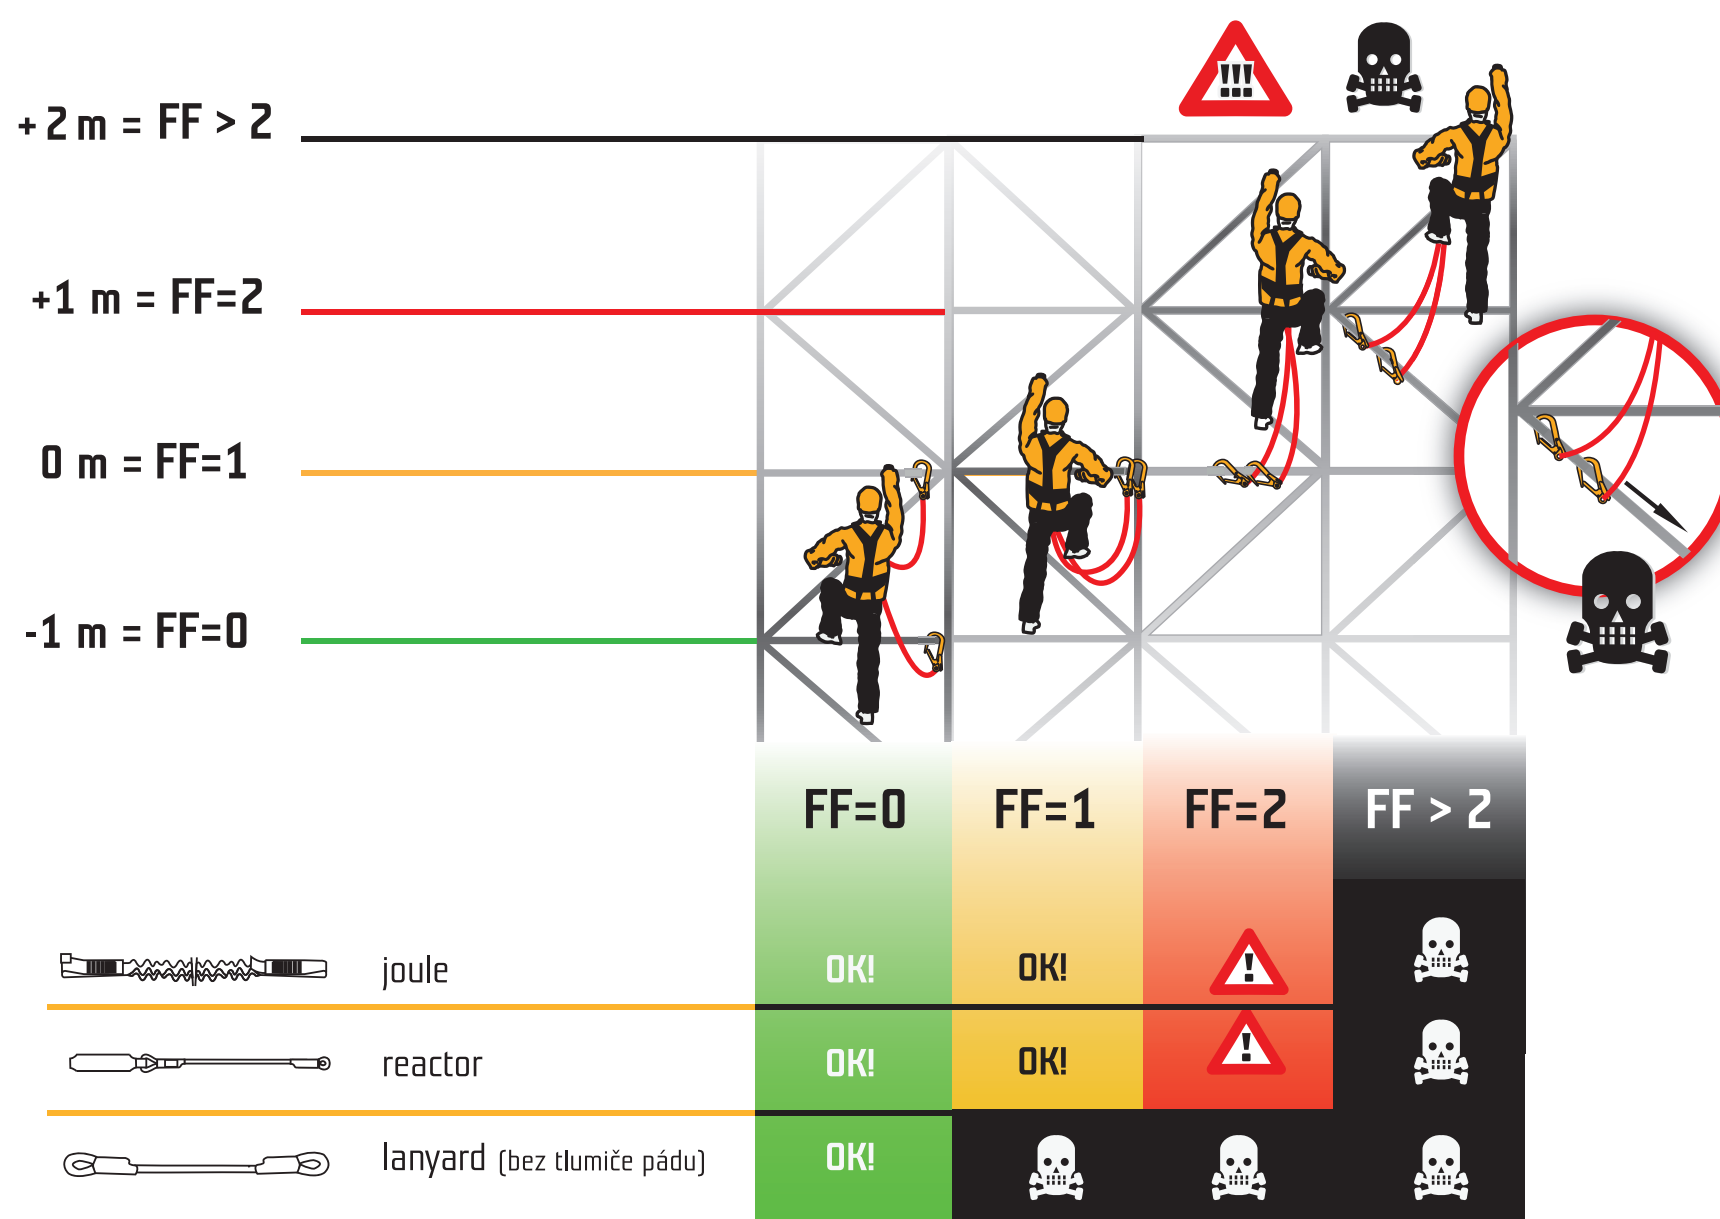 !!!
+ 2 m = FF > 2
+1 m = FF=2
0 m = FF=1
-1 m = FF=0
FF=0 FF=1 FF=2 FF > 2
joule OK! OK! !
reactor OK! OK! !
lanyard (bez tlumiče pádu) OK!